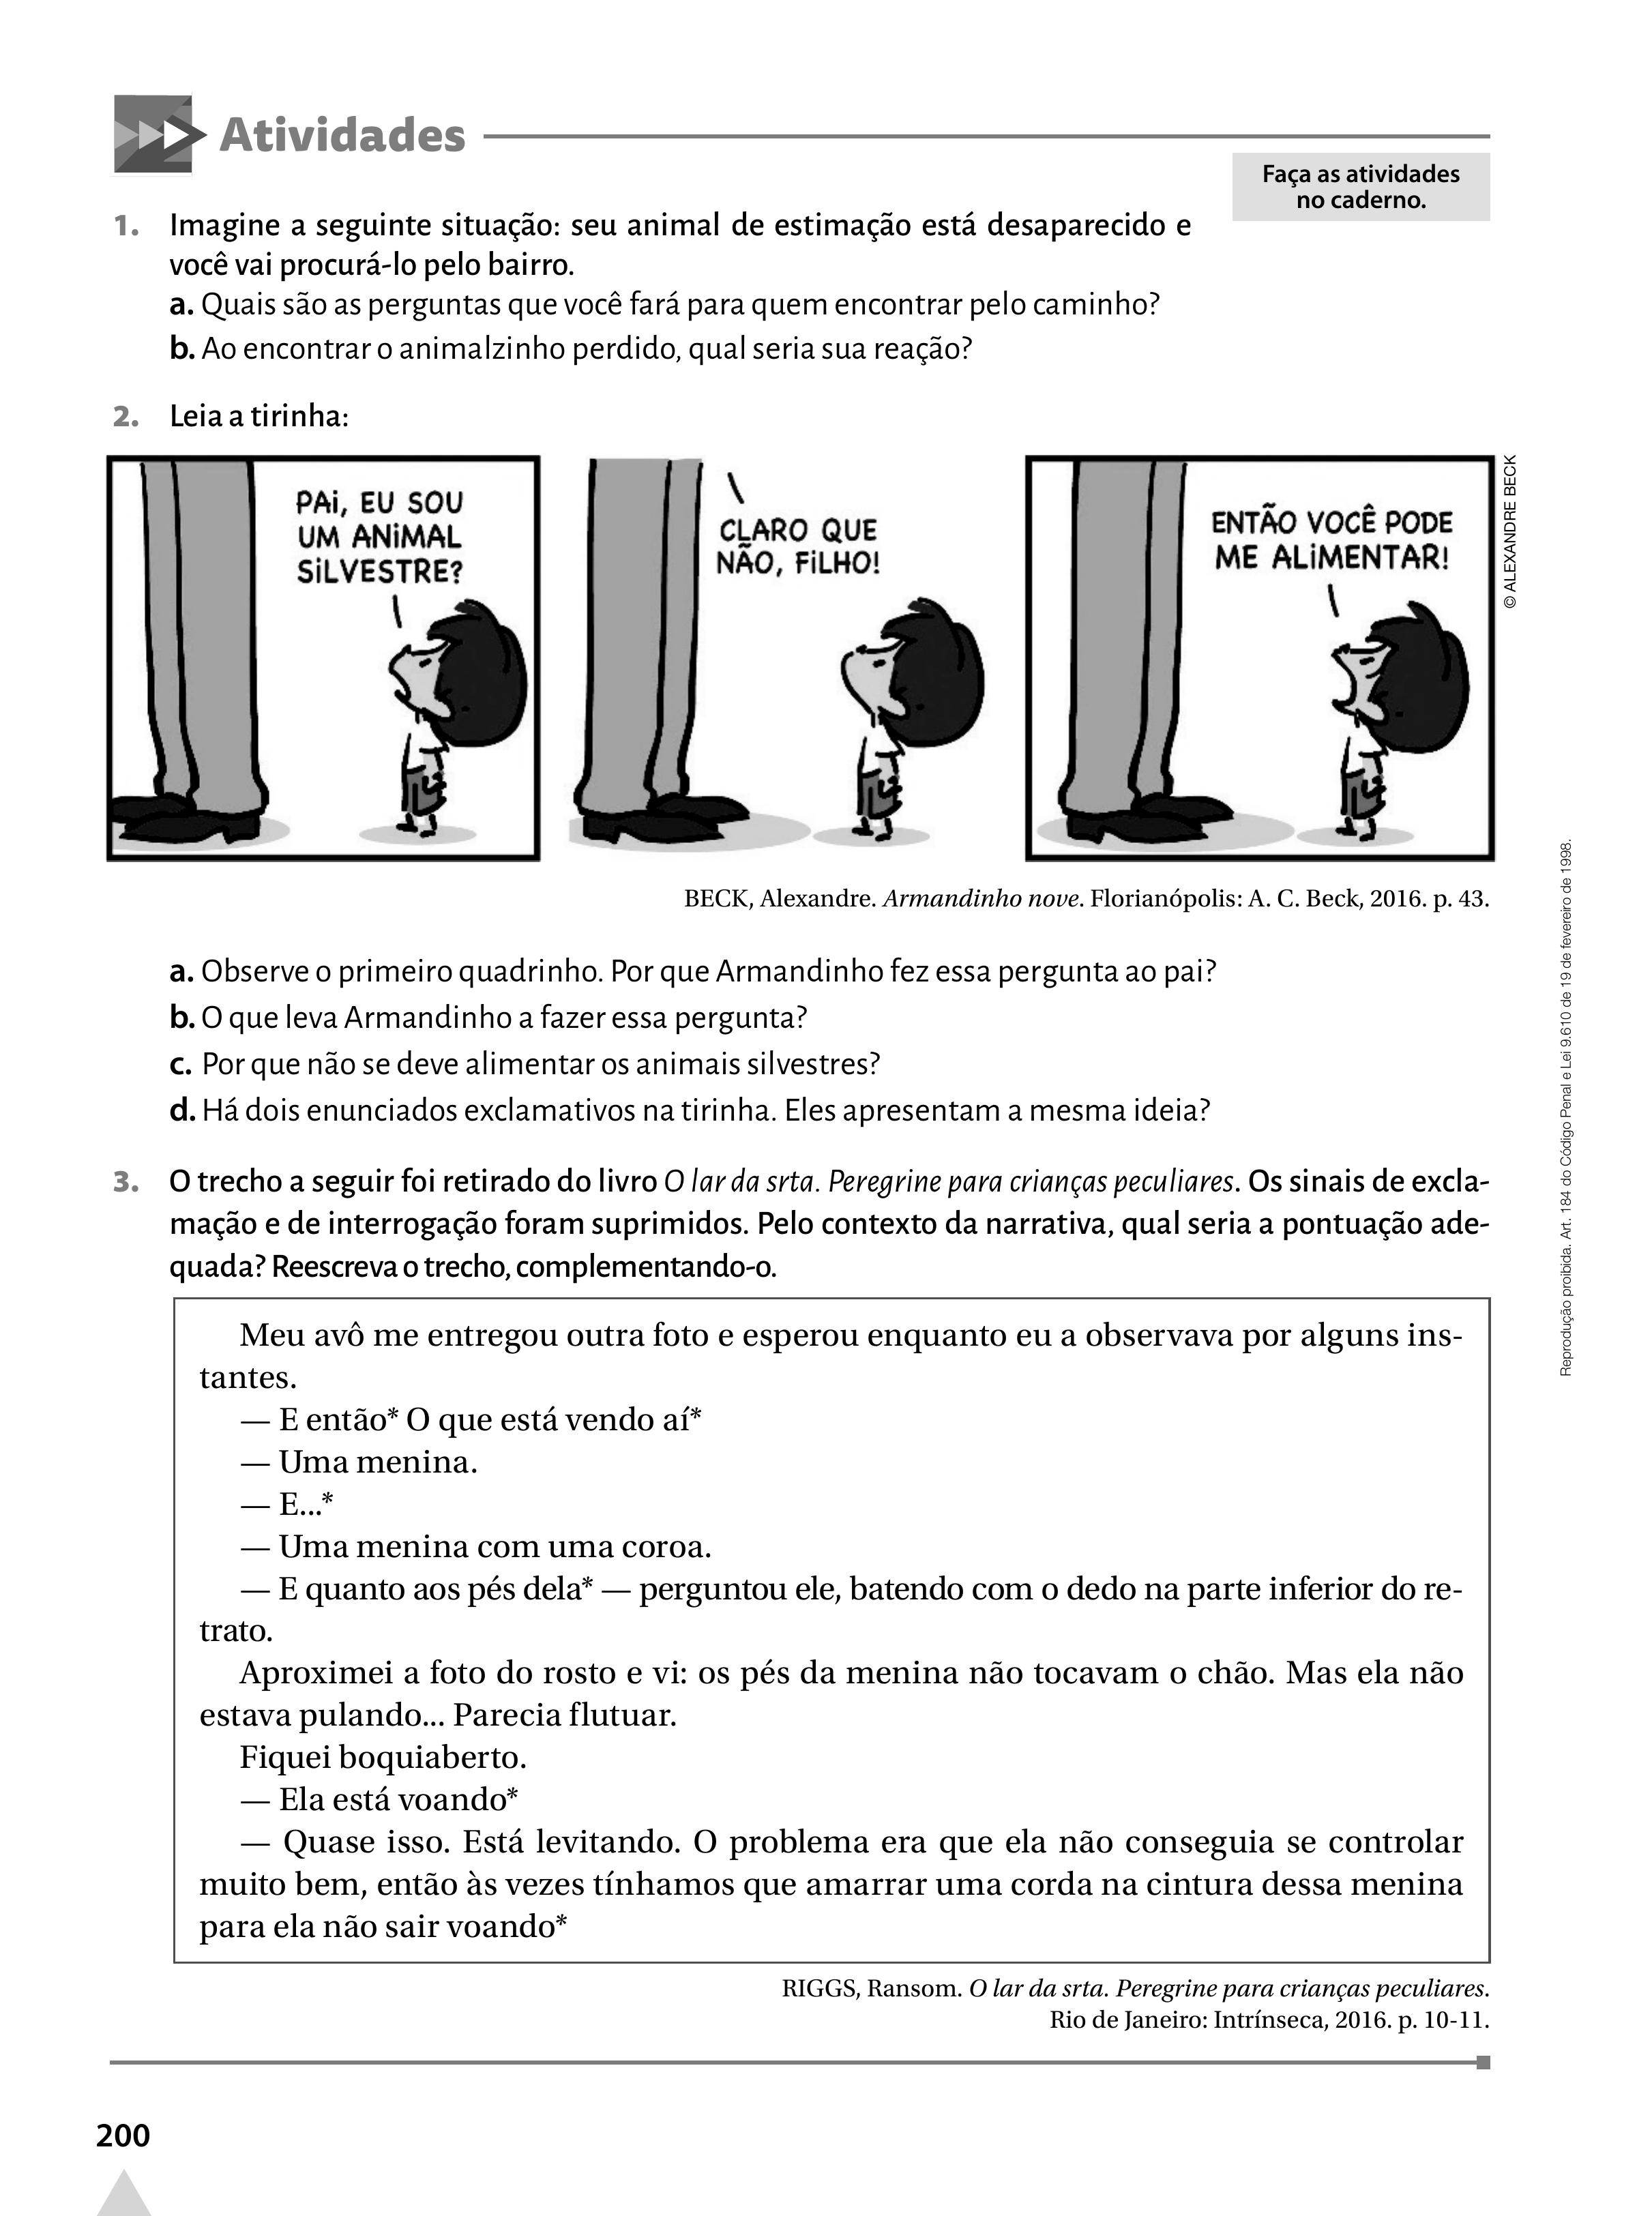 Atividades
Faça as atividades
no caderno.
1. Imagine a seguinte situação: seu animal de estimação está desaparecido e
você vai procurá-lo pelo bairro.
a. Quais são as perguntas que você fará para quem encontrar pelo caminho?
b. Ao encontrar o animalzinho perdido, qual seria sua reação?
2. Leia a tirinha:
PAI, EU SOU
UM ANIMAL
SILVESTRE?
CLARO QUE
NÃO, FILHO!
ENTÃO VOCÊ PODE
ME ALIMENTAR!
© ALEXANDRE BECK
BECK, Alexandre. Armandinho nove. Florianópolis: A. C. Beck, 2016. p. 43.
a. Observe o primeiro quadrinho. Por que Armandinho fez essa pergunta ao pai?
b. O que leva Armandinho a fazer essa pergunta?
c. Por que não se deve alimentar os animais silvestres?
d. Há dois enunciados exclamativos na tirinha. Eles apresentam a mesma ideia?
3. O trecho a seguir foi retirado do livro O lar da srta. Peregrine para crianças peculiares. Os sinais de excla-
mação e de interrogação foram suprimidos. Pelo contexto da narrativa, qual seria a pontuação ade-
quada? Reescreva o trecho, complementando-o.
Meu avô me entregou outra foto e esperou enquanto eu a observava por alguns ins-
tantes.
— E então* O que está vendo aí*
— Uma menina.
— E...*
— Uma menina com uma coroa.
— E quanto aos pés dela* — perguntou ele, batendo com o dedo na parte inferior do re-
trato.
Aproximei a foto do rosto e vi: os pés da menina não tocavam o chão. Mas ela não
estava pulando... Parecia flutuar.
Fiquei boquiaberto.
— Ela está voando*
— Quase isso. Está levitando. O problema era que ela não conseguia se controlar
muito bem, então às vezes tínhamos que amarrar uma corda na cintura dessa menina
para ela não sair voando*
RIGGS, Ransom. O lar da srta. Peregrine para crianças peculiares.
Rio de Janeiro: Intrínseca, 2016. p. 10-11.
Reprodução proibida. Art. 184 do Código Penal e Lei 9.610 de 19 de fevereiro de 1998.
200